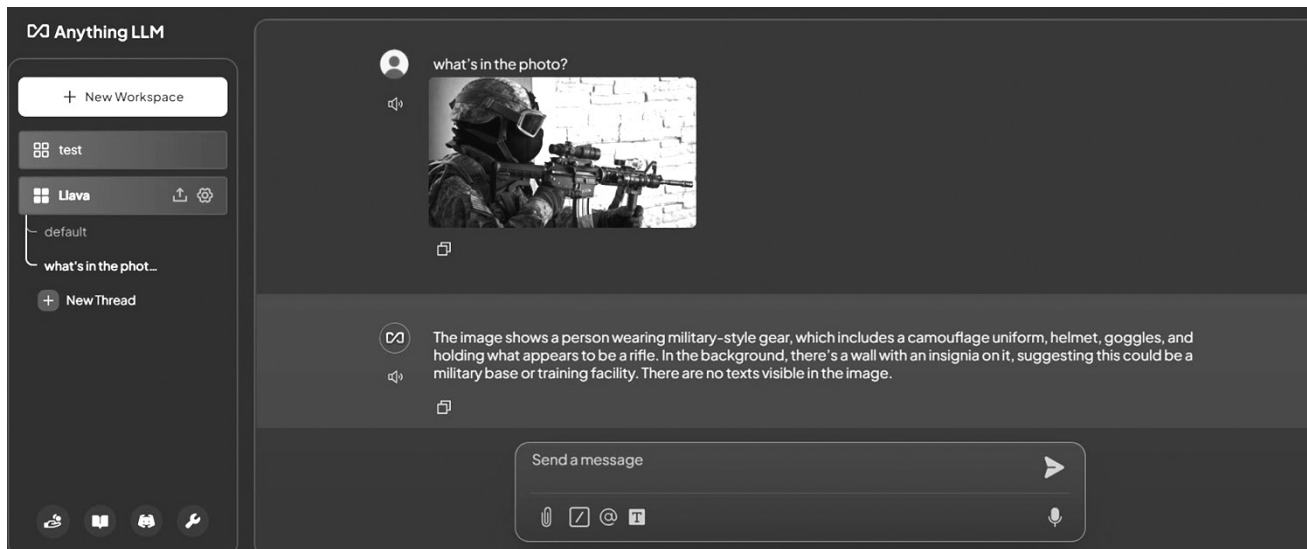 Anything LLM
+ New Workspace
test
Llava
default
what's in the phot...
+ New Thread
what's in the photo?
The image shows a person wearing military-style gear, which includes a camouflage uniform, helmet, goggles, and
holding what appears to be a rifle. In the background, there's a wall with an insignia on it, suggesting this could be a
military base or training facility. There are no texts visible in the image.
Send a message
@ T